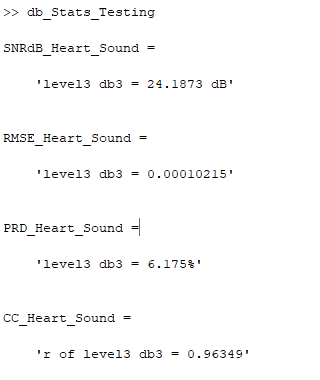 >> db_Stats_Testing
SNRdB_Heart_Sound =
'level3 db3 = 24.1873 dB'
RMSE_Heart_Sound =
'level3 db3 = 0.00010215'
PRD_Heart_Sound =
'level3 db3 = 6.175%'
CC_Heart_Sound =
'r of level3 db3 = 0.96349'